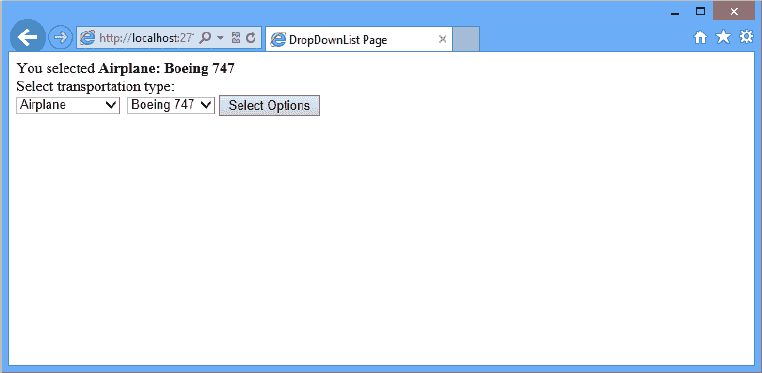 http://localhost:27
DropDownList Page
You selected Airplane: Boeing 747
Select transportation type:
Airplane Boeing 747 Select Options